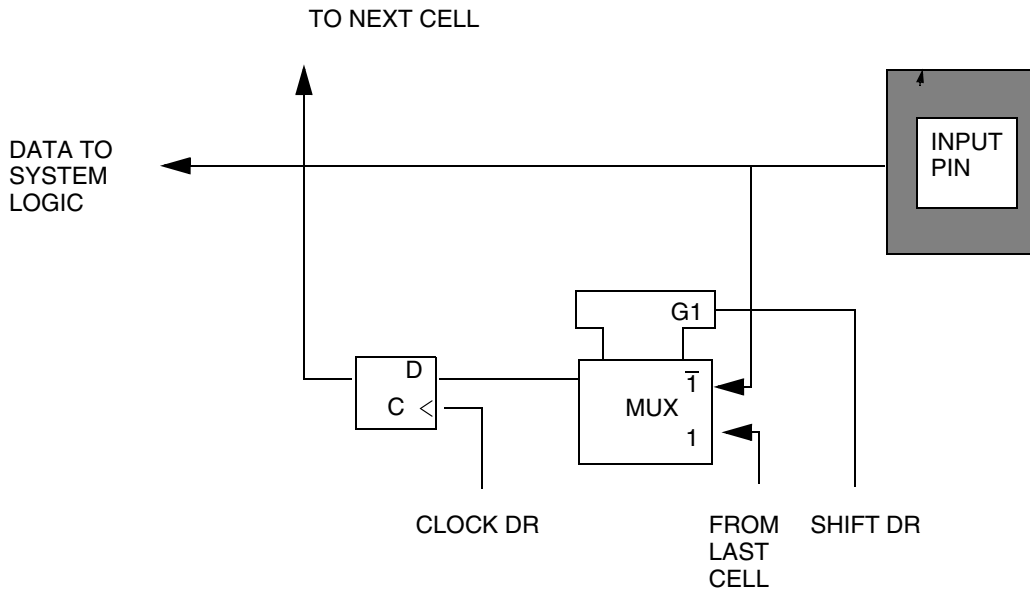 TO NEXT CELL
DATA TO
SYSTEM
LOGIC
INPUT
PIN
G1
D
C
MUX
1̅
1
CLOCK DR
FROM
LAST
CELL
SHIFT DR